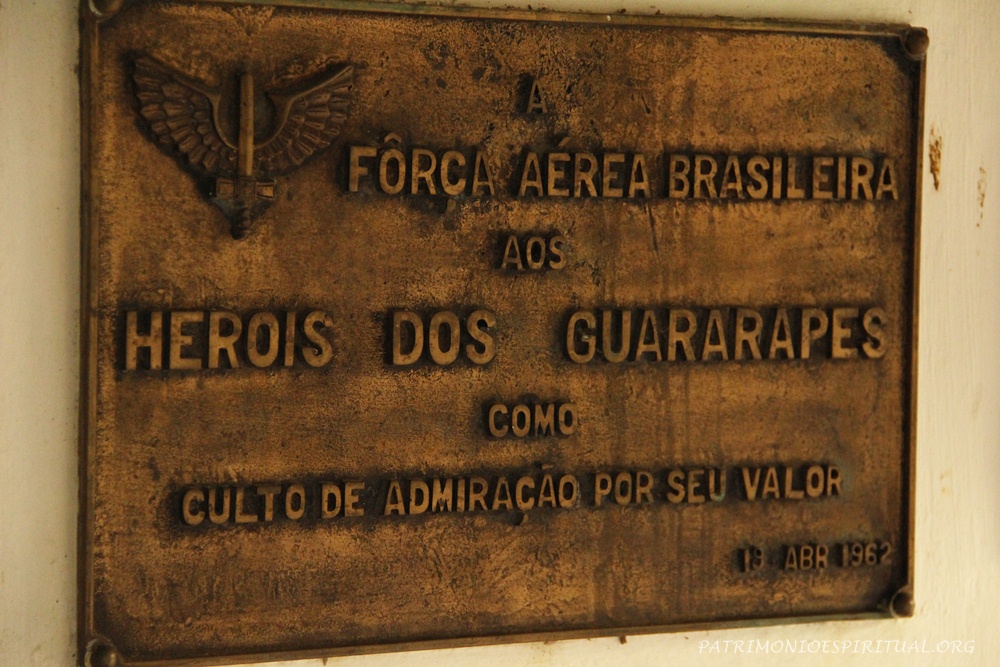 A
FÔRÇA AÉREA BRASILEIRA
AOS
HEROIS DOS GUARARAPES
COMO
CULTO DE ADMIRAÇÃO POR SEU VALOR
19 ABR 1962
PATRIMONIOESPIRITUAL.ORG